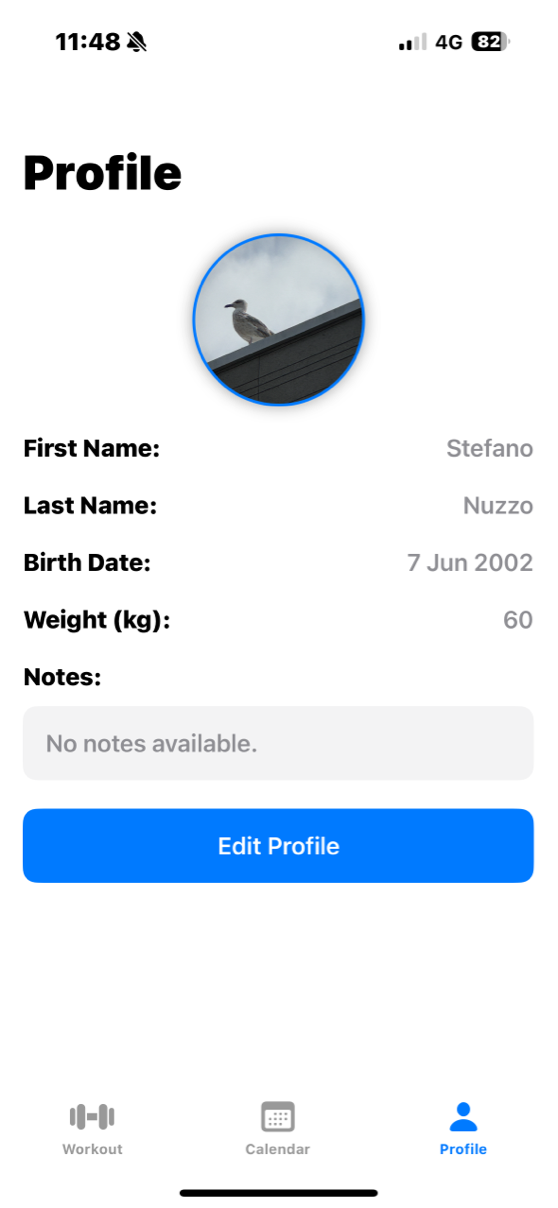 11:48 4G 82
Profile
First Name: Stefano
Last Name: Nuzzo
Birth Date: 7 Jun 2002
Weight (kg): 60
Notes:
No notes available.
Edit Profile
Workout Calendar Profile